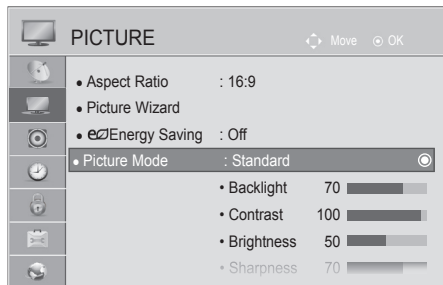 PICTURE
Move OK
• Aspect Ratio : 16:9
• Picture Wizard
• eco Energy Saving : Off
• Picture Mode : Standard
• Backlight 70
• Contrast 100
• Brightness 50
• Sharpness 70